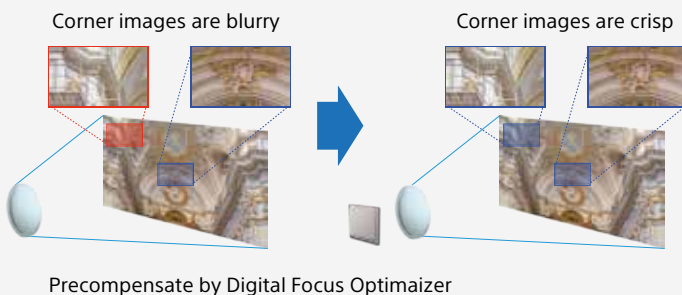 Corner images are blurry
Corner images are crisp
Precompensate by Digital Focus Optimaizer